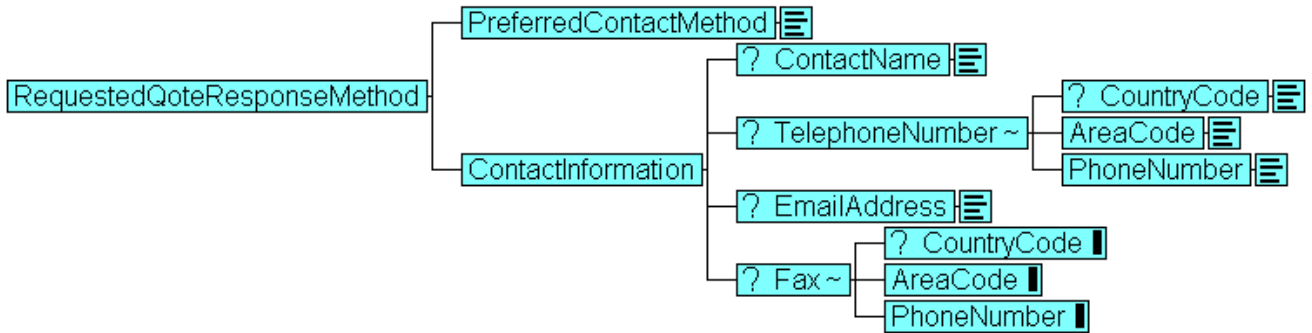 PreferredContactMethod
? ContactName
RequestedQoteResponseMethod
? CountryCode
? TelephoneNumber ~
AreaCode
ContactInformation
PhoneNumber
? EmailAddress
? CountryCode
? Fax ~
AreaCode
PhoneNumber